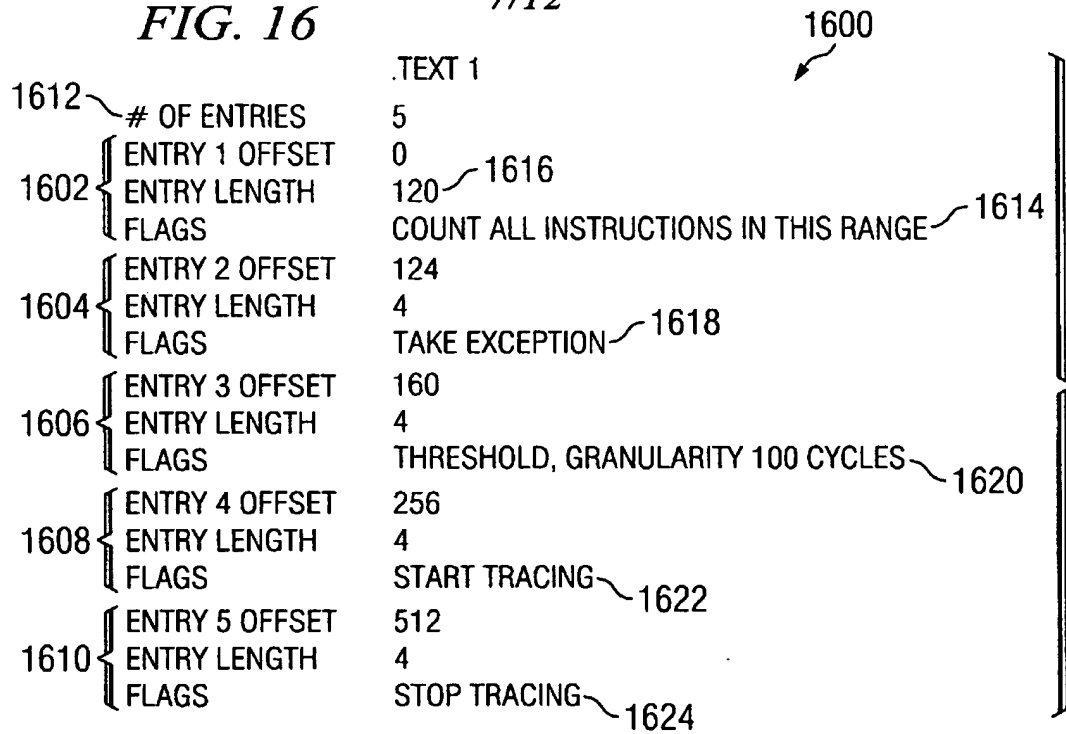 FIG. 16
7/12
1600
.TEXT 1
1612 # OF ENTRIES 5
ENTRY 1 OFFSET 0
1602 ENTRY LENGTH 120 1616
FLAGS COUNT ALL INSTRUCTIONS IN THIS RANGE 1614
ENTRY 2 OFFSET 124
1604 ENTRY LENGTH 4
FLAGS TAKE EXCEPTION 1618
ENTRY 3 OFFSET 160
1606 ENTRY LENGTH 4
FLAGS THRESHOLD, GRANULARITY 100 CYCLES 1620
ENTRY 4 OFFSET 256
1608 ENTRY LENGTH 4
FLAGS START TRACING 1622
ENTRY 5 OFFSET 512
1610 ENTRY LENGTH 4
FLAGS STOP TRACING 1624